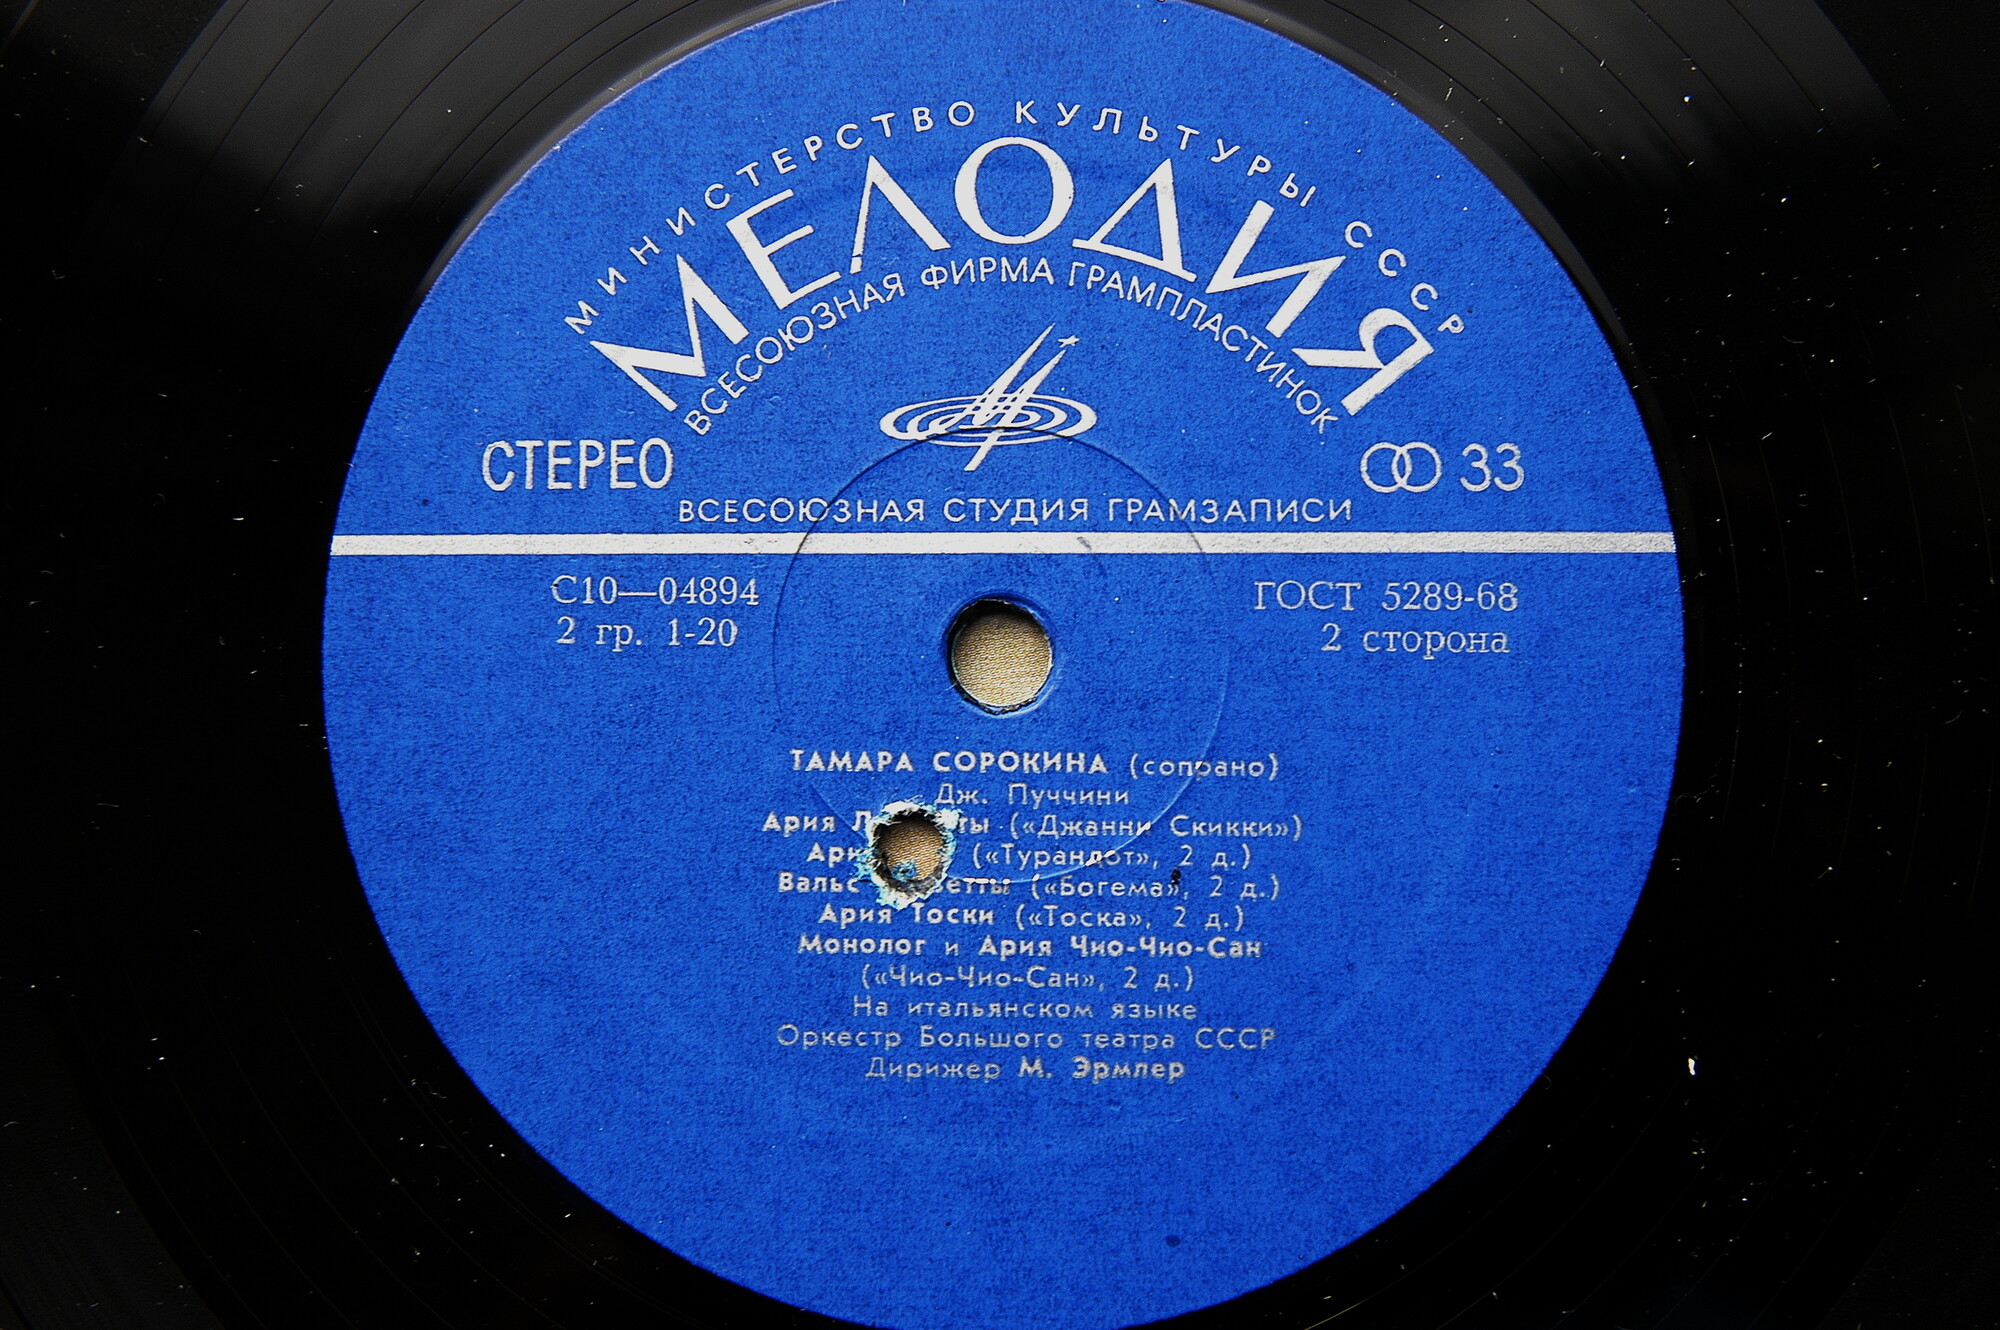 МИНИСТЕРСТВО КУЛЬТУРЫ СССР
МЕЛОДИЯ
ВСЕСОЮЗНАЯ ФИРМА ГРАМПЛАСТИНОК
СТЕРЕО
33
ВСЕСОЮЗНАЯ СТУДИЯ ГРАМЗАПИСИ
С10—04894
ГОСТ 5289-68
2 гр. 1-20
2 сторона
ТАМАРА СОРОКИНА (сопрано)
Дж. Пуччини
Ария («Джанни Скикки»)
(«Турандот», 2 д.)
Вальс («Богема», 2 д.)
Ария Тоски («Тоска», 2 д.)
Монолог и Ария Чио-Чио-Сан
(«Чио-Чио-Сан», 2 д.)
На итальянском языке
Оркестр Большого театра СССР
Дирижер М. Эрмлер